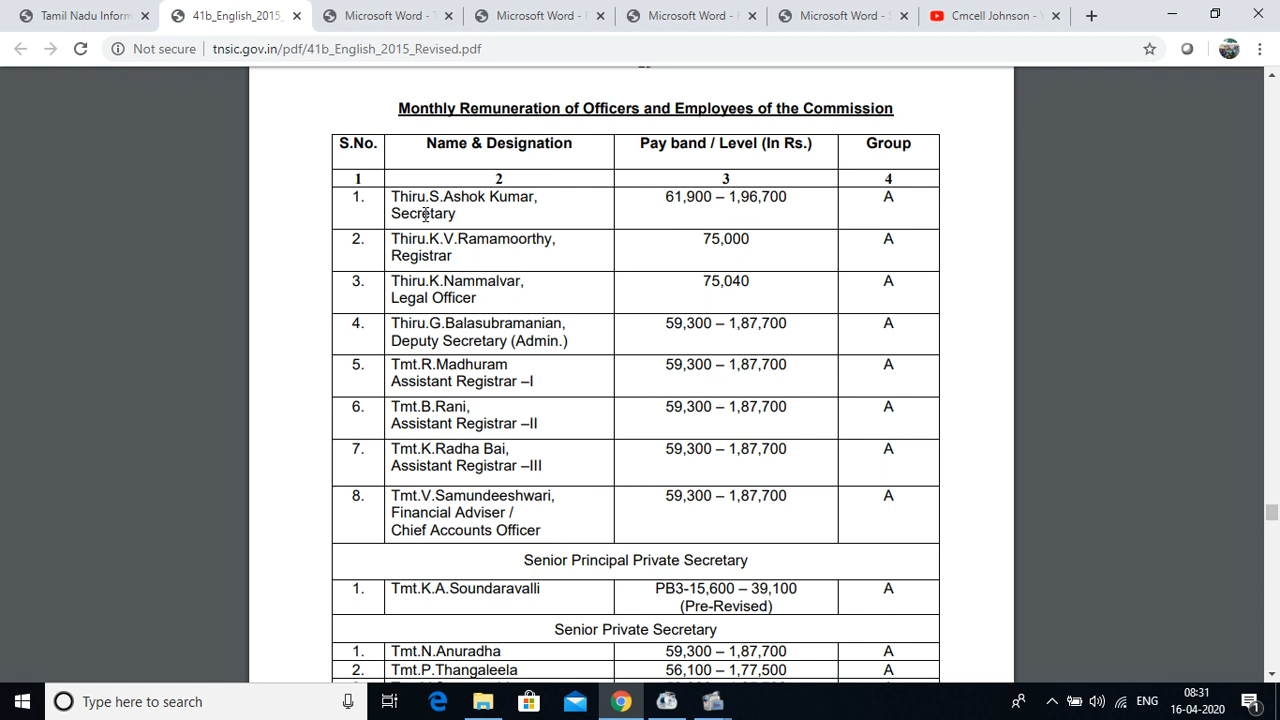 Tamil Nadu Inform
41b_English_2015_
Microsoft Word -
Microsoft Word -
Microsoft Word -
Microsoft Word -
Cmcell Johnson - Y
Not secure tnsic.gov.in/pdf/41b_English_2015_Revised.pdf
Monthly Remuneration of Officers and Employees of the Commission
S.No. Name & Designation Pay band / Level (In Rs.) Group
1 2 3 4
1. Thiru.S.Ashok Kumar, 61,900 – 1,96,700 A
Secretary
2. Thiru.K.V.Ramamoorthy, 75,000 A
Registrar
3. Thiru.K.Nammalvar, 75,040 A
Legal Officer
4. Thiru.G.Balasubramanian, 59,300 – 1,87,700 A
Deputy Secretary (Admin.)
5. Tmt.R.Madhuram 59,300 – 1,87,700 A
Assistant Registrar –I
6. Tmt.B.Rani, 59,300 – 1,87,700 A
Assistant Registrar –II
7. Tmt.K.Radha Bai, 59,300 – 1,87,700 A
Assistant Registrar –III
8. Tmt.V.Samundeeshwari, 59,300 – 1,87,700 A
Financial Adviser /
Chief Accounts Officer
Senior Principal Private Secretary
1. Tmt.K.A.Soundaravalli PB3-15,600 – 39,100 A
(Pre-Revised)
Senior Private Secretary
1. Tmt.N.Anuradha 59,300 – 1,87,700 A
2. Tmt.P.Thangaleela 56,100 – 1,77,500 A
Type here to search
ENG
08:31
16-04-2020
1